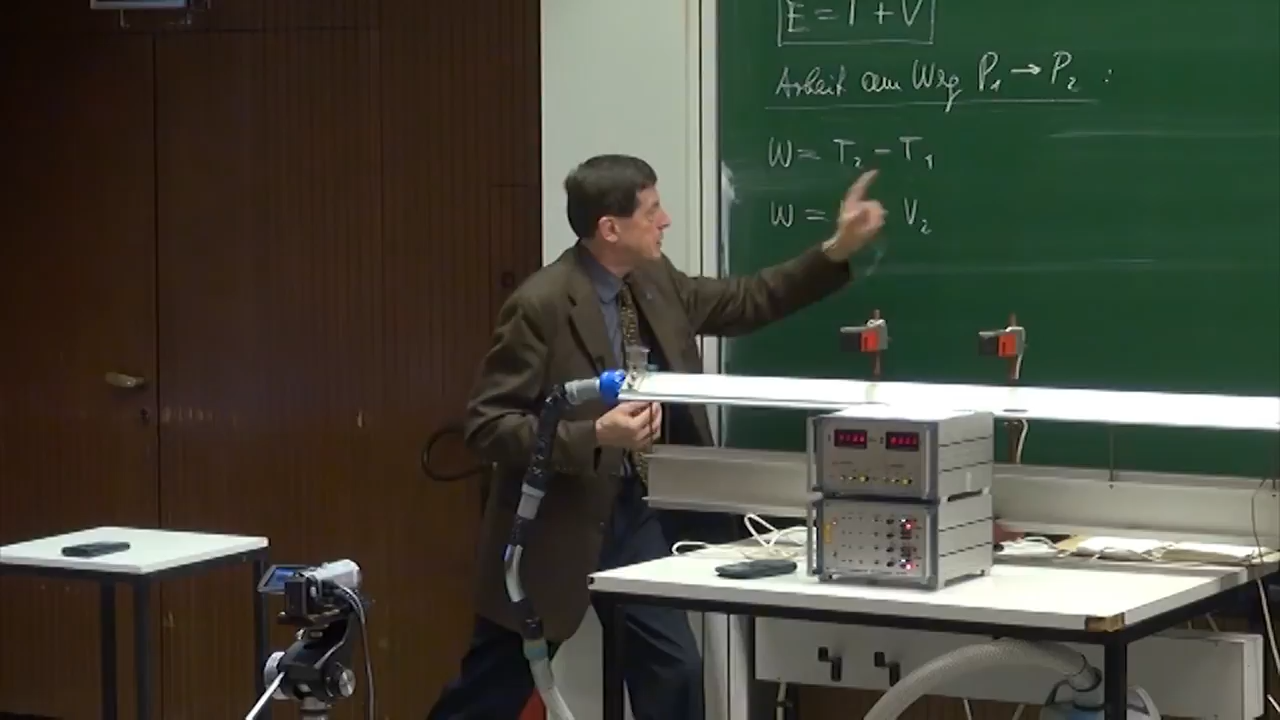 E = T + V
Arbeit am Weg P₁ → P₂ :
W = T₂ - T₁
W = V₂